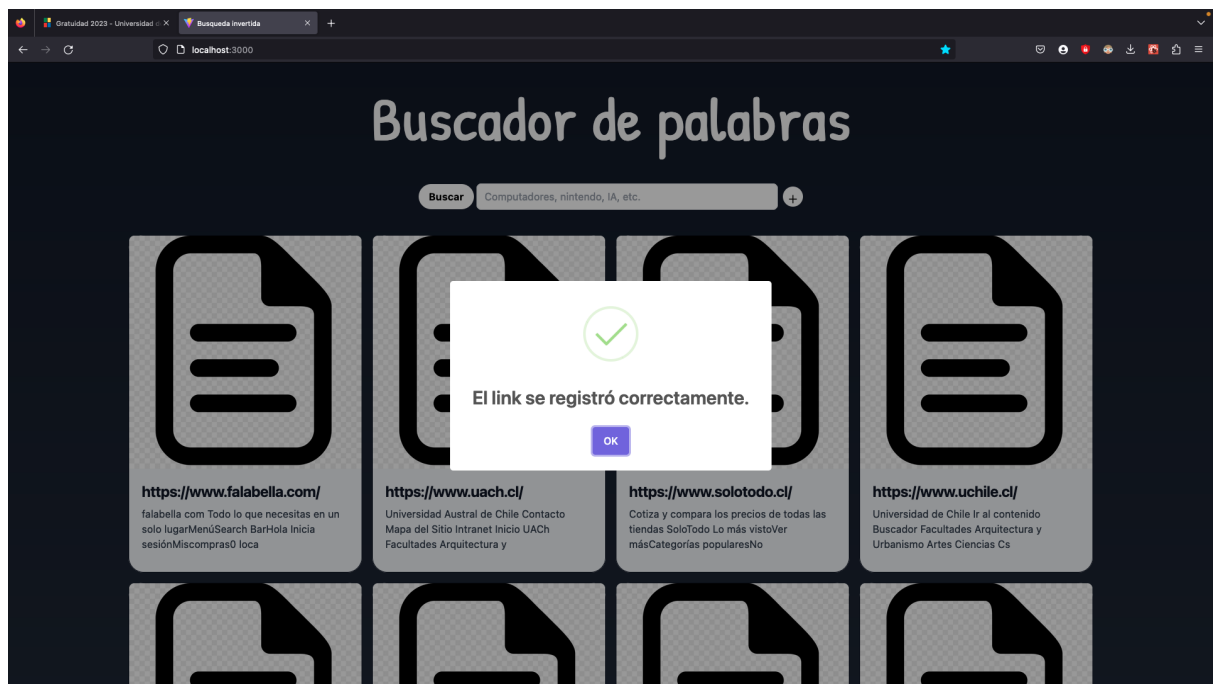 Gratuidad 2023 - Universidad d
Busqueda invertida
localhost:3000
Buscador de palabras
Buscar
Computadores, nintendo, IA, etc.
+
El link se registró correctamente.
OK
https://www.falabella.com/
falabella com Todo lo que necesitas en un
solo lugarMenúSearch BarHola Inicia
sesiónMiscompras0 loca
https://www.uach.cl/
Universidad Austral de Chile Contacto
Mapa del Sitio Intranet Inicio UACh
Facultades Arquitectura y
https://www.solotodo.cl/
Cotiza y compara los precios de todas las
tiendas SoloTodo Lo más vistoVer
másCategorías popularesNo
https://www.uchile.cl/
Universidad de Chile Ir al contenido
Buscador Facultades Arquitectura y
Urbanismo Artes Ciencias Cs